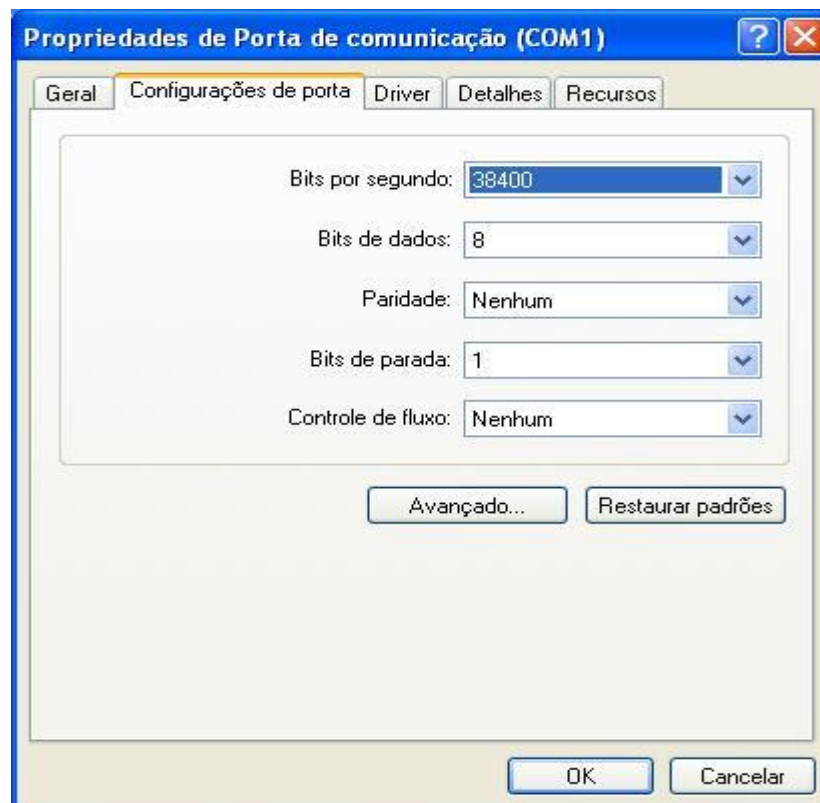 Propriedades de Porta de comunicação (COM1)
Geral Configurações de porta Driver Detalhes Recursos
Bits por segundo: 38400
Bits de dados: 8
Paridade: Nenhum
Bits de parada: 1
Controle de fluxo: Nenhum
Avançado... Restaurar padrões
OK Cancelar